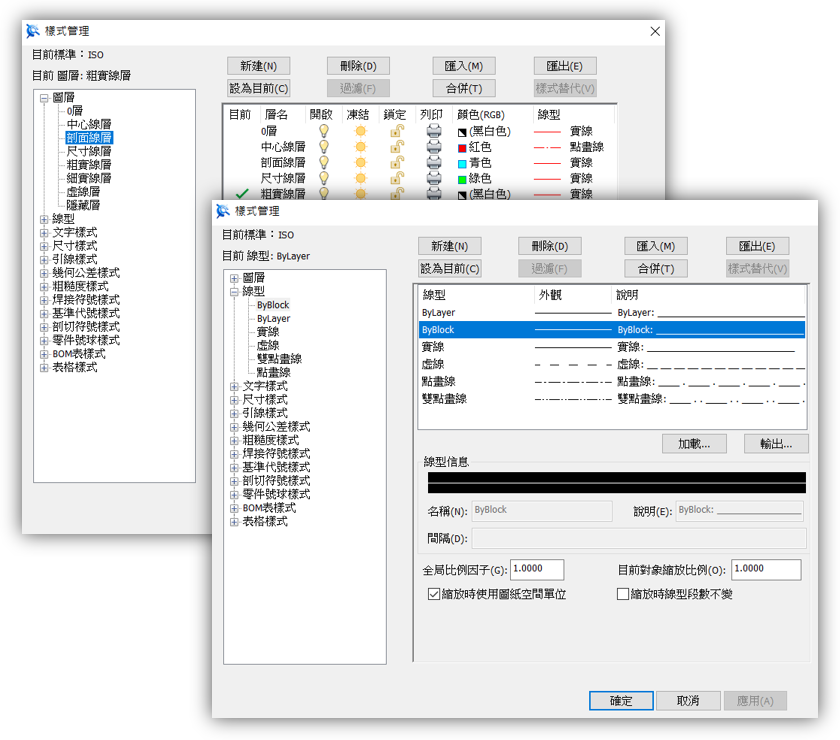 樣式管理
目前標準：ISO
目前 圖層: 粗實線層
新建(N) 刪除(D) 匯入(M) 匯出(E)
設為目前(C) 過濾(F) 合併(T) 樣式替代(V)
圖層
0層
中心線層
剖面線層
尺寸線層
粗實線層
細實線層
虛線層
隱藏層
線型
文字樣式
尺寸樣式
引線樣式
幾何公差樣式
粗糙度樣式
焊接符號樣式
基準代號樣式
剖切符號樣式
零件號球樣式
BOM表樣式
表格樣式
目前 層名 開啟 凍結 鎖定 列印 顏色(RGB) 線型
0層 (黑白色) 實線
中心線層 紅色 點畫線
剖面線層 青色 實線
尺寸線層 綠色 實線
粗實線層 (黑白色) 實線
樣式管理
目前標準：ISO
目前 線型: ByLayer
新建(N) 刪除(D) 匯入(M) 匯出(E)
設為目前(C) 過濾(F) 合併(T) 樣式替代(V)
圖層
線型
ByBlock
ByLayer
實線
虛線
雙點畫線
點畫線
文字樣式
尺寸樣式
引線樣式
幾何公差樣式
粗糙度樣式
焊接符號樣式
基準代號樣式
剖切符號樣式
零件號球樣式
BOM表樣式
表格樣式
線型 外觀 說明
ByLayer ByLayer: ____________________
ByBlock ByBlock: ____________________
實線 實線: ____________________
虛線 虛線: __ __ __ __ __ __ __ __
點畫線 點畫線: ____ . ____ . ____ . ____ .
雙點畫線 雙點畫線: ____ . . ____ . . ____ . .
加載... 輸出...
線型信息
名稱(N): ByBlock 說明(E): ByBlock: __________
間隔(D):
全局比例因子(G): 1.0000 目前對象縮放比例(O): 1.0000
縮放時使用圖紙空間單位 縮放時線型段數不變
確定 取消 應用(A)